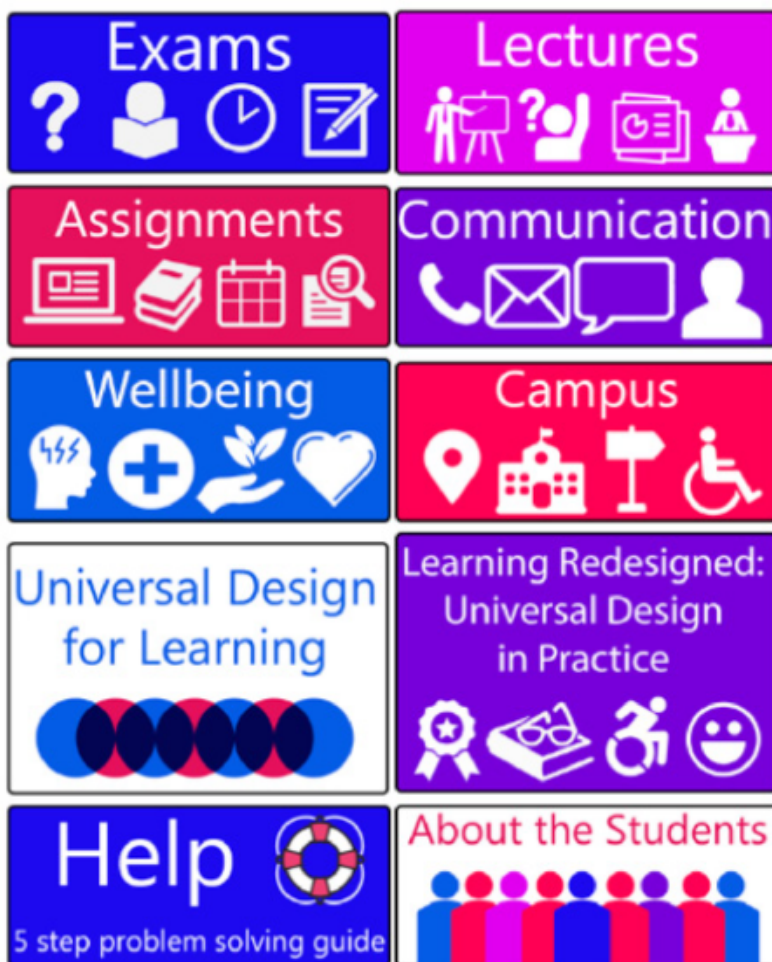 Exams
?
Lectures
?
Assignments
Communication
Wellbeing
Campus
Universal Design
for Learning
Learning Redesigned:
Universal Design
in Practice
Help
5 step problem solving guide
About the Students